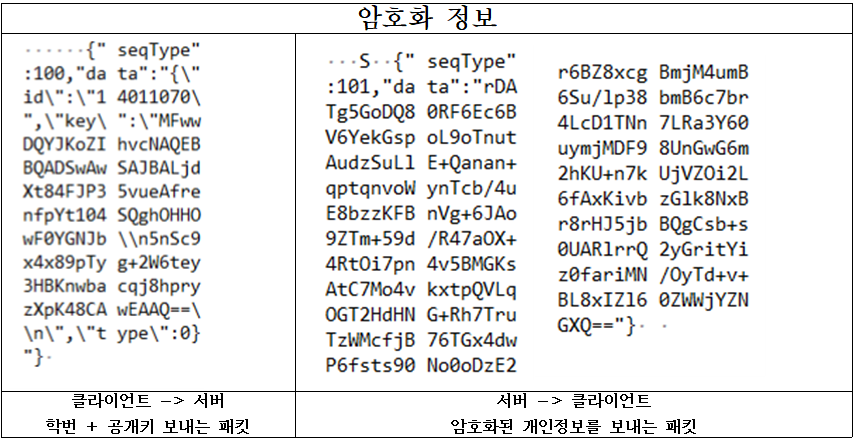 암호화 정보
······{" seqType"
:100,"da ta":"{\"
id\":\"1 4011070\
",\"key\ ":\"MFww
DQYJKoZI hvcNAQEB
BQADSwAw SAJBALjd
Xt84FJP3 5vueAfre
nfpYt104 SQghOHHO
wF0YGNJb \\n5nSc9
x4x89pTy g+2W6tey
3HBKnwba cqj8hpry
zXpK48CA wEAAQ==\
\n\",\"t ype\":0}
"}·
···S··{" seqType"
:101,"da ta":"rDA
Tg5GoDQ8 0RF6Ec6B
V6YekGsp oL9oTnut
AudzSuLl E+Qanan+
qptqnvoW ynTcb/4u
E8bzzKFB nVg+6JAo
9ZTm+59d /R47aOX+
4RtOi7pn 4v5BMGKs
AtC7Mo4v kxtpQVLq
OGT2HdHN G+Rh7Tru
TzWMcfjB 76TGx4dw
P6fsts90 No0oDzE2
r6BZ8xcg BmjM4umB
6Su/lp38 bmB6c7br
4LcD1TNn 7LRa3Y60
uymjMDF9 8UnGwG6m
2hKU+n7k UjVZOi2L
6fAxKivb zGlk8NxB
r8rHJ5jb BQgCsb+s
0UARlrrQ 2yGritYi
z0fariMN /OyTd+v+
BL8xIZl6 0ZWWjYZN
GXQ=="}· ·
클라이언트 -> 서버
학번 + 공개키 보내는 패킷
서버 -> 클라이언트
암호화된 개인정보를 보내는 패킷